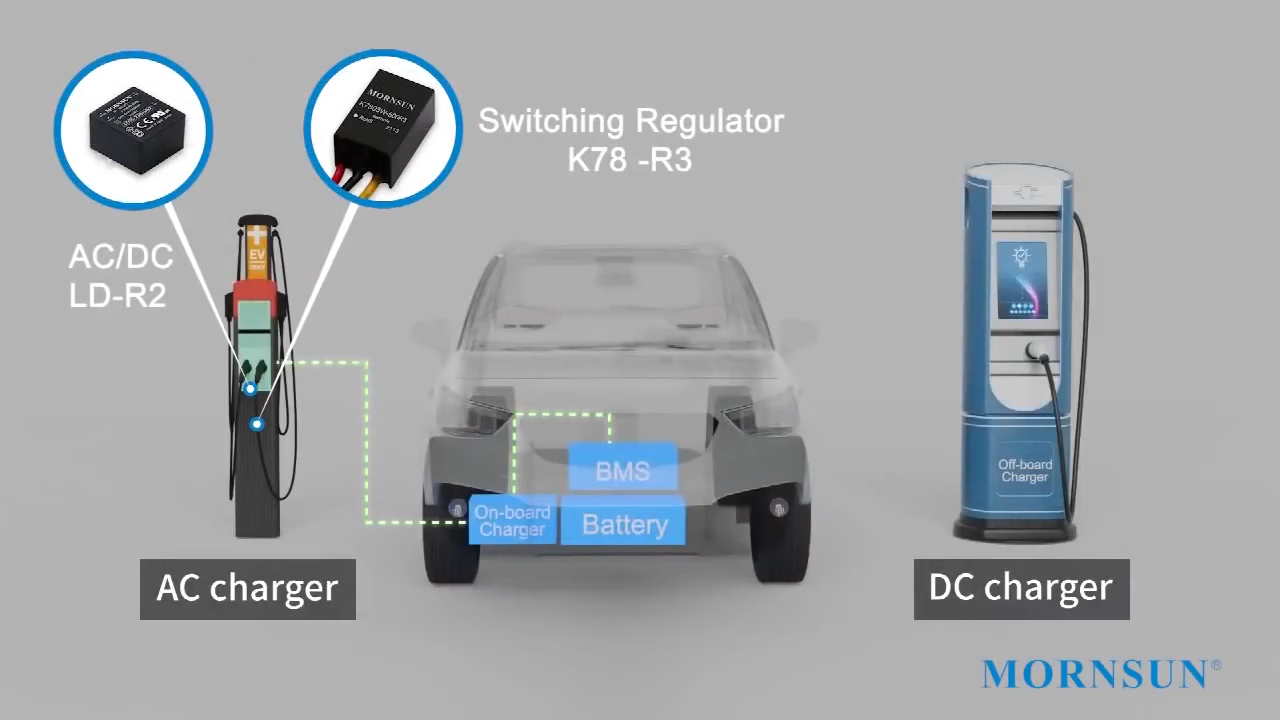 MORNSUN
Switching Regulator
K78 -R3
AC/DC
LD-R2
EV
BMS
On-board
Charger
Battery
Off-board
Charger
AC charger
DC charger
MORNSUN®